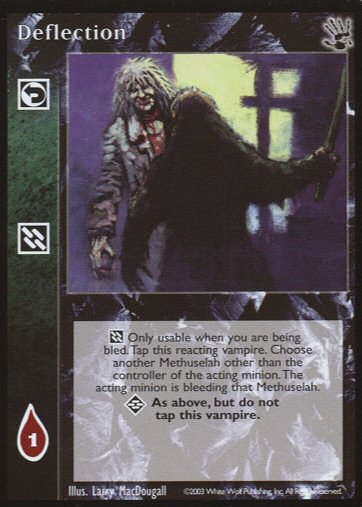 Deflection
Only usable when you are being
bled. Tap this reacting vampire. Choose
another Methuselah other than the
controller of the acting minion. The
acting minion is bleeding that Methuselah.
As above, but do not
tap this vampire.
1
Illus. Larry MacDougall ©2003 White Wolf Publishing, Inc. All Rights Reserved.